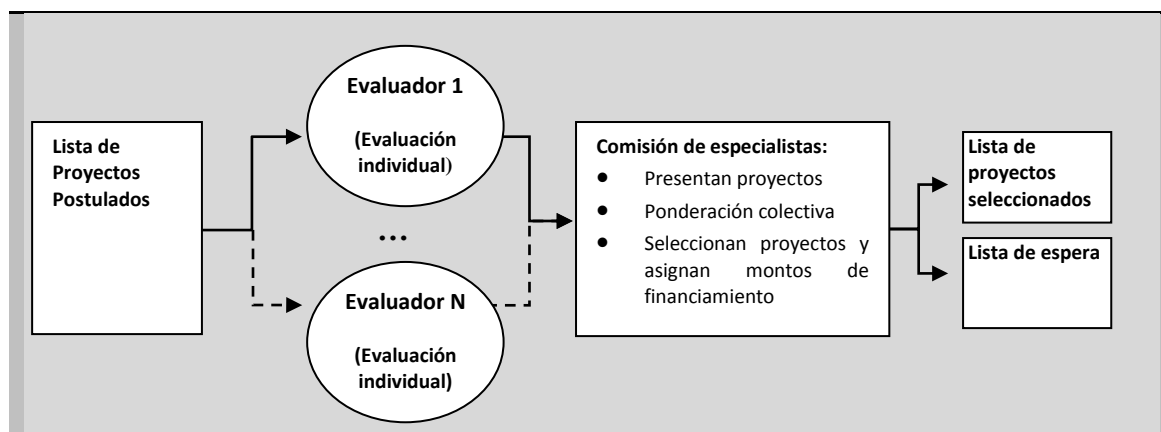 Lista de
Proyectos
Postulados
Evaluador 1
(Evaluación
individual)
...
Evaluador N
(Evaluación
individual)
Comisión de especialistas:
● Presentan proyectos
● Ponderación colectiva
● Seleccionan proyectos y
asignan montos de
financiamiento
Lista de
proyectos
seleccionados
Lista de espera